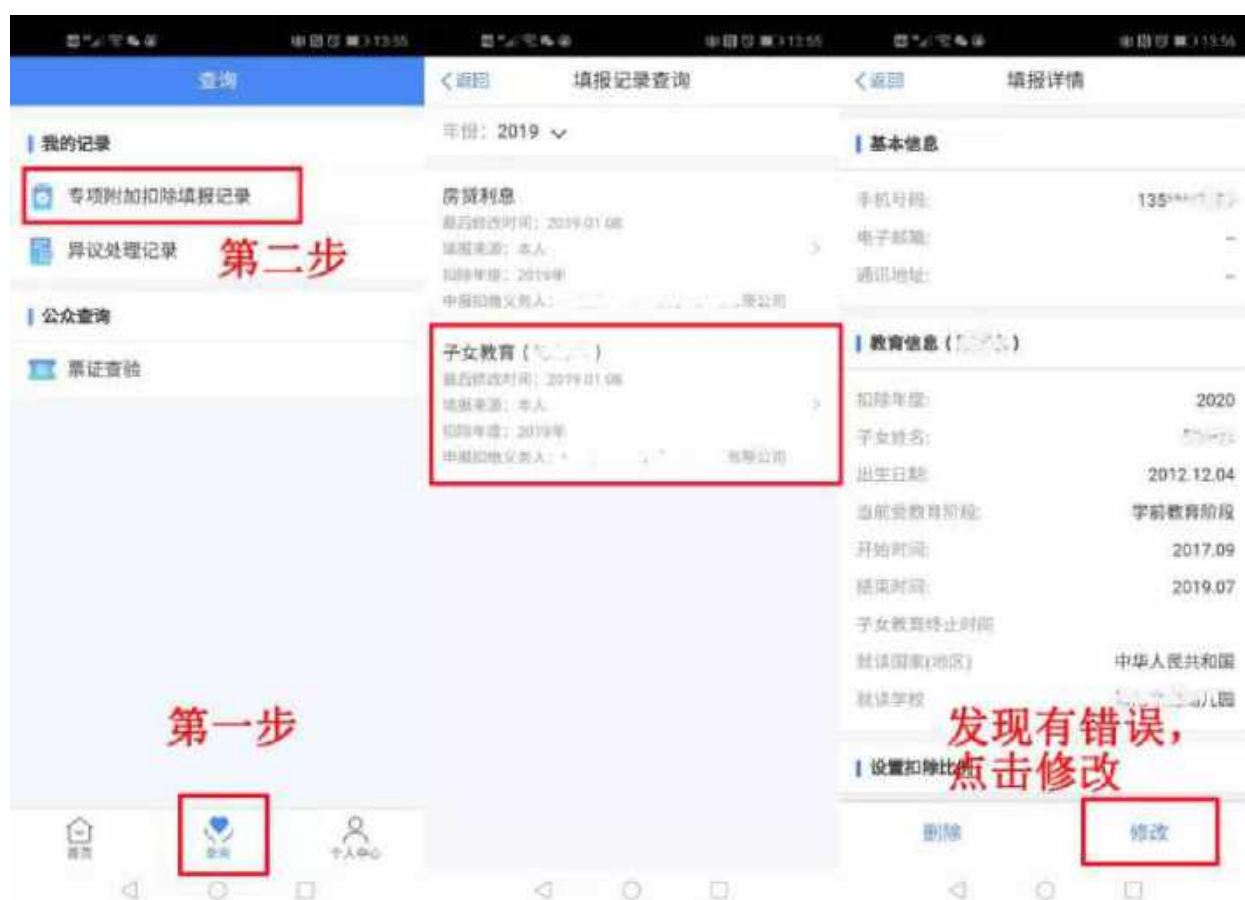 13:55
查询
我的记录
专项附加扣除填报记录
异议处理记录
第二步
公众查询
票证查验
第一步
首页
查询
个人中心
13:55
返回
填报记录查询
年份：2019
房贷利息
最后修改时间：2019.01.08
填报来源：本人
扣除年度：2019年
申报扣缴义务人：
限公司
子女教育（
）
最后修改时间：2019.01.08
填报来源：本人
扣除年度：2019年
申报扣缴义务人：
有限公司
13:56
返回
填报详情
基本信息
手机号码：
135****
电子邮箱：
--
通讯地址：
--
教育信息（
）
扣除年度：
2020
子女姓名：
出生日期：
2012.12.04
当前受教育阶段：
学前教育阶段
开始时间：
2017.09
结束时间：
2019.07
子女教育终止时间
就读国家(地区)
中华人民共和国
就读学校
儿园
发现有错误，
点击修改
设置扣除比例
删除
修改